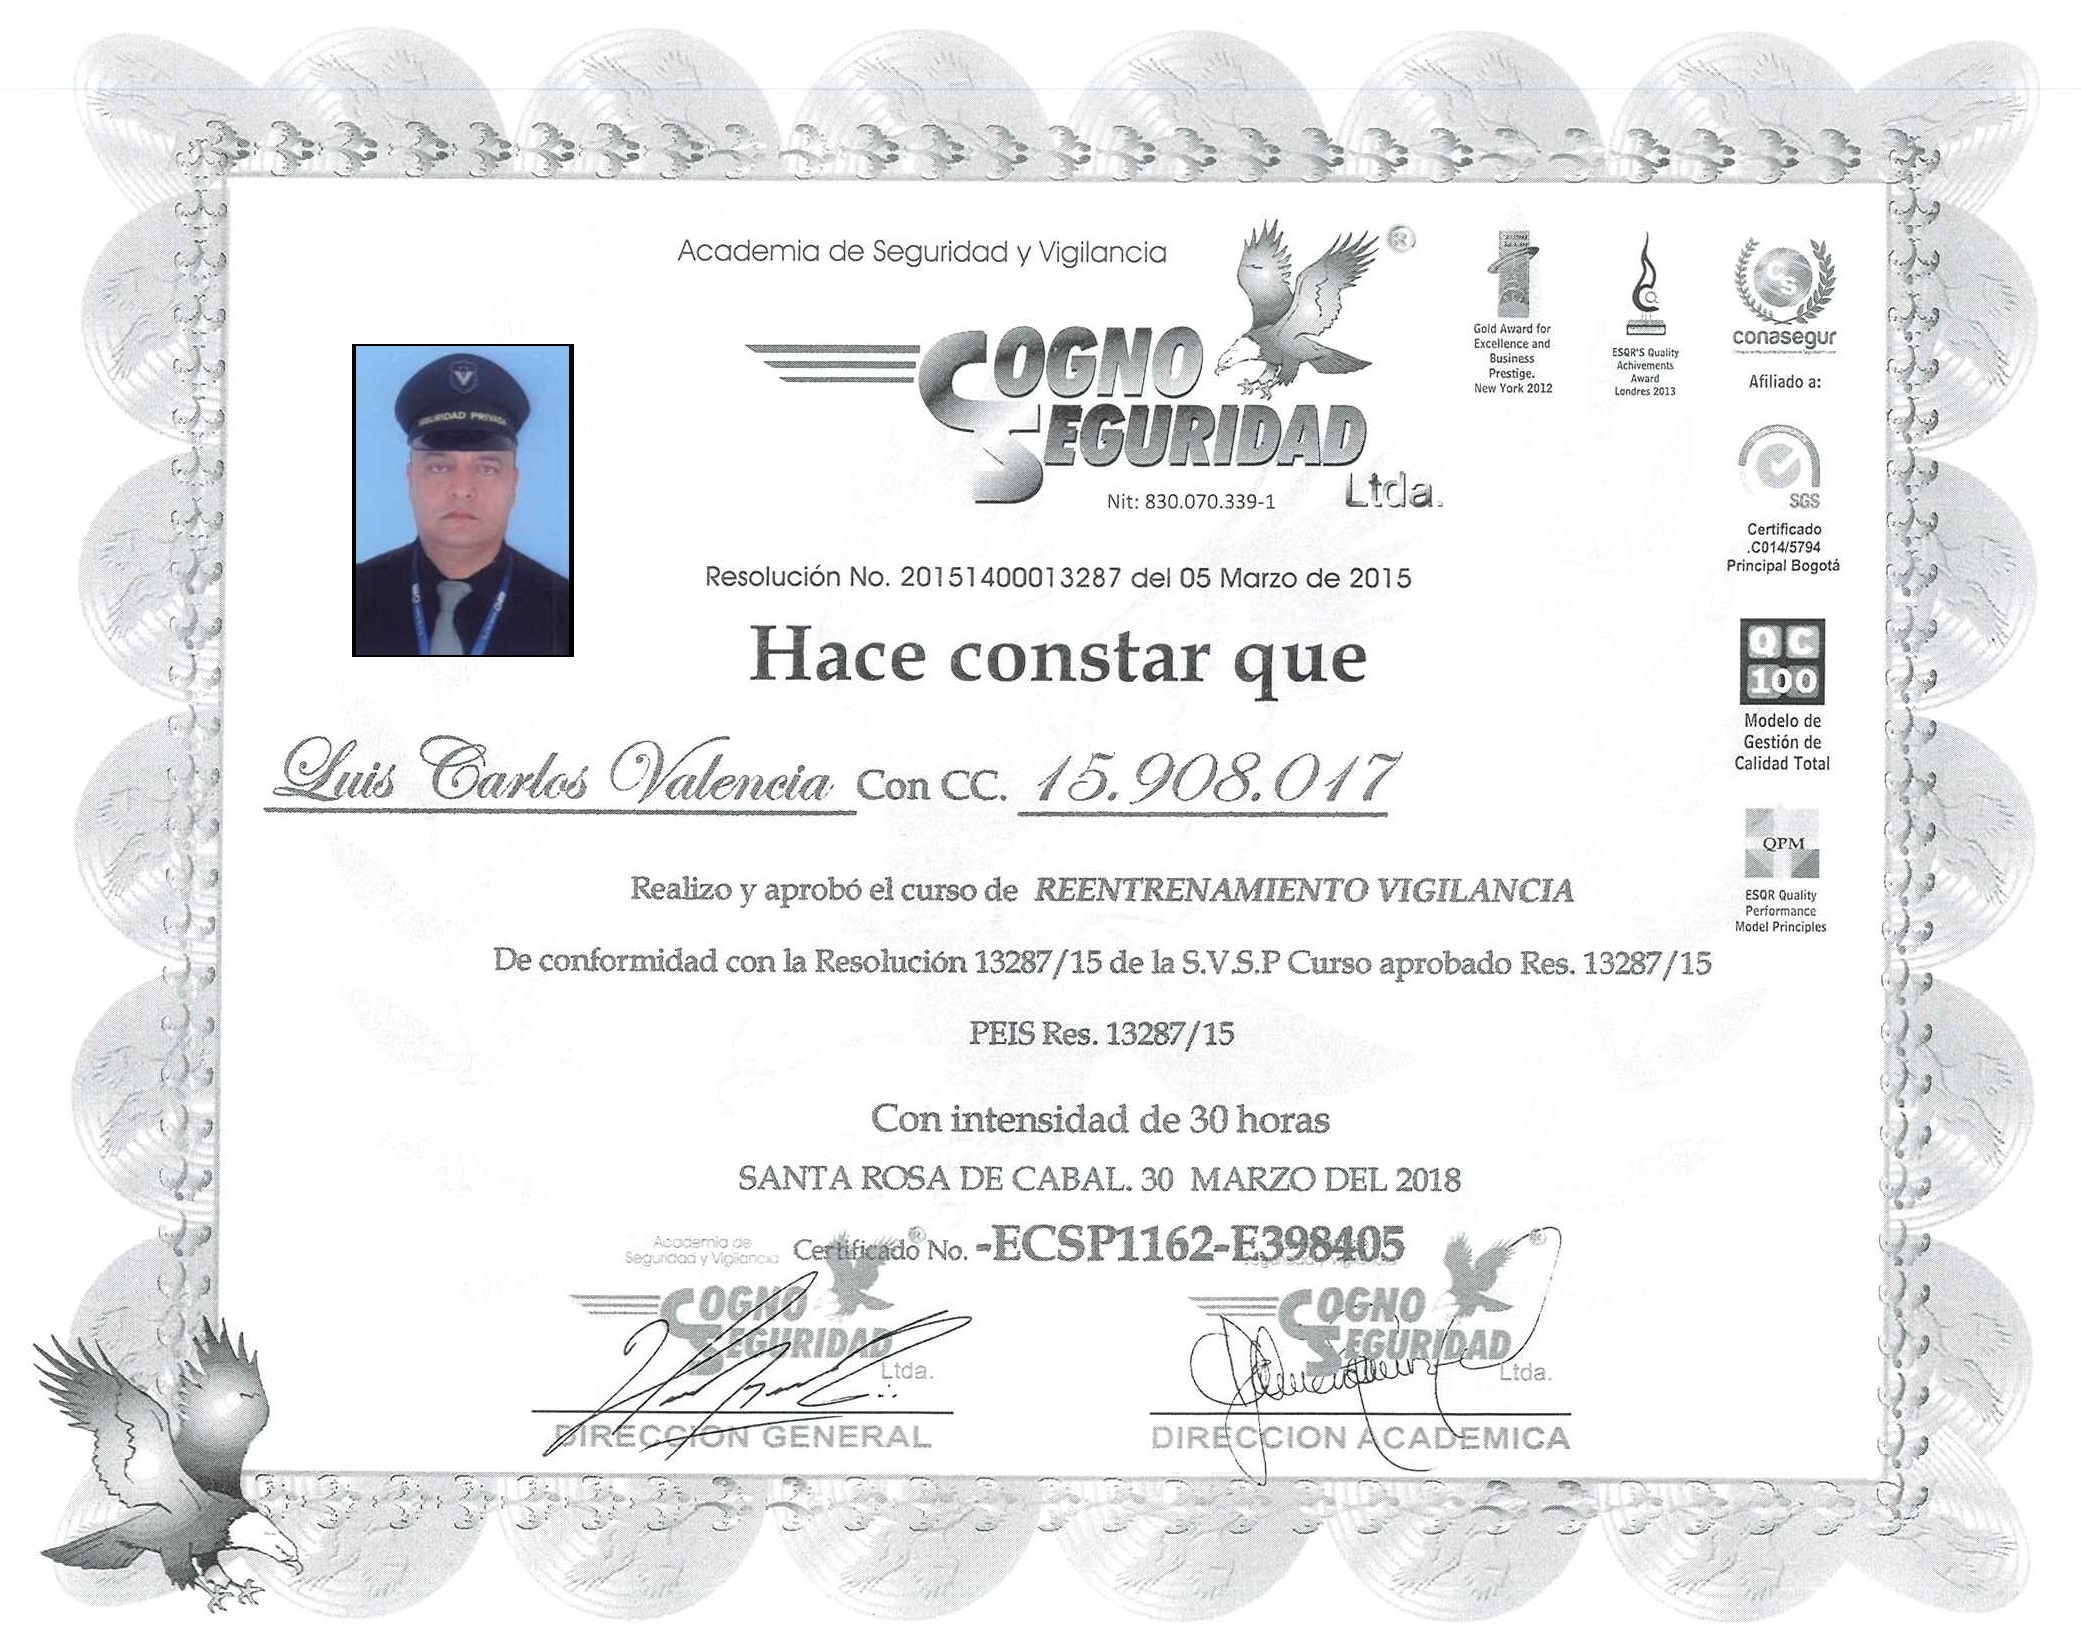 Academia de Seguridad y Vigilancia
COGNO
SEGURIDAD
Ltda.
®
Nit: 830.070.339-1
Gold Award for
Excellence and
Business
Prestige.
New York 2012
ESQR'S Quality
Achivements
Award
Londres 2013
CS
conasegur
Afiliado a:
SGS
Certificado
.C014/5794
Principal Bogotá
QC
100
Modelo de
Gestión de
Calidad Total
QPM
ESQR Quality
Performance
Model Principles
SEGURIDAD PRIVADA
Resolución No. 20151400013287 del 05 Marzo de 2015
Hace constar que
Luis Carlos Valencia Con CC. 15.908.017
Realizo y aprobó el curso de REENTRENAMIENTO VIGILANCIA
De conformidad con la Resolución 13287/15 de la S.V.S.P Curso aprobado Res. 13287/15
PEIS Res. 13287/15
Con intensidad de 30 horas
SANTA ROSA DE CABAL. 30 MARZO DEL 2018
Certificado No. -ECSP1162-E398405
Academia de
Seguridad y Vigilancia
COGNO
SEGURIDAD
Ltda.
DIRECCION GENERAL
COGNO
SEGURIDAD
Ltda.
DIRECCION ACADEMICA